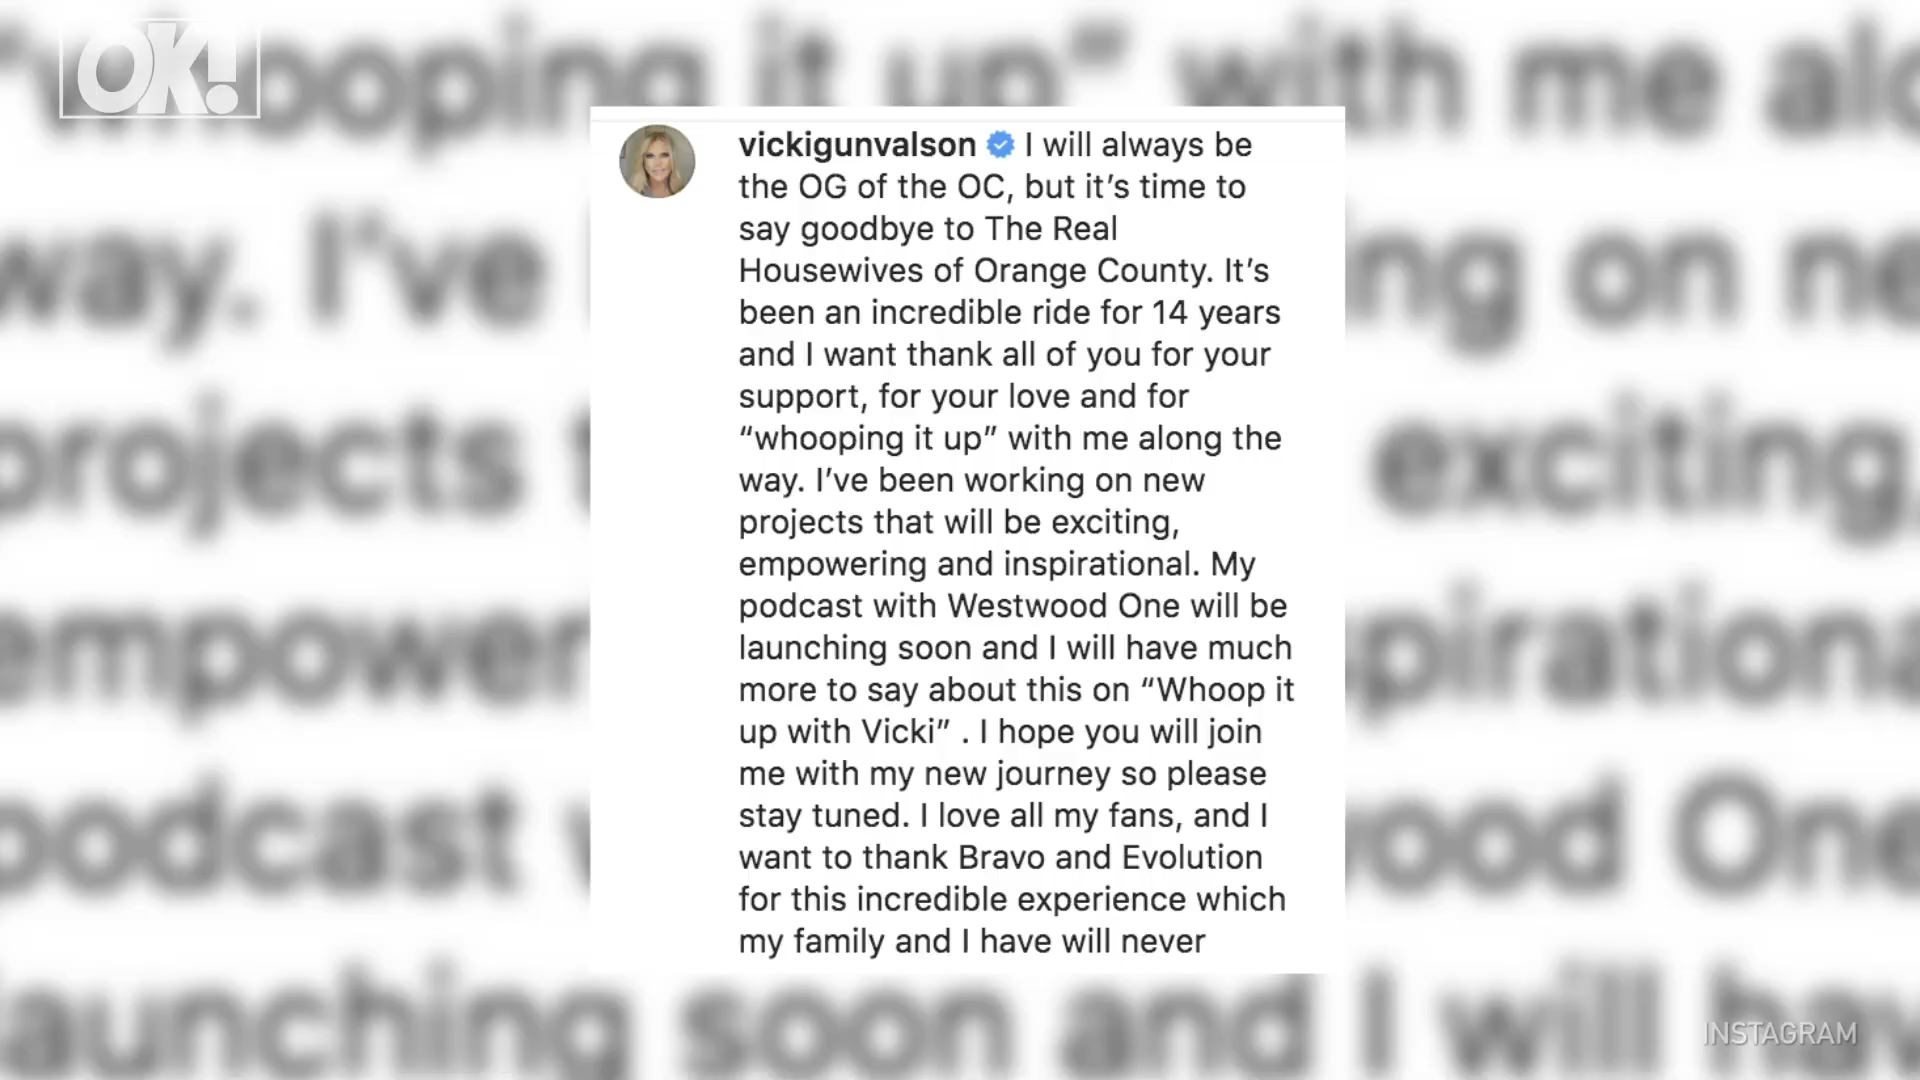 OK!
vickigunvalson I will always be
the OG of the OC, but it's time to
say goodbye to The Real
Housewives of Orange County. It's
been an incredible ride for 14 years
and I want thank all of you for your
support, for your love and for
“whooping it up” with me along the
way. I've been working on new
projects that will be exciting,
empowering and inspirational. My
podcast with Westwood One will be
launching soon and I will have much
more to say about this on “Whoop it
up with Vicki” . I hope you will join
me with my new journey so please
stay tuned. I love all my fans, and I
want to thank Bravo and Evolution
for this incredible experience which
my family and I have will never
INSTAGRAM